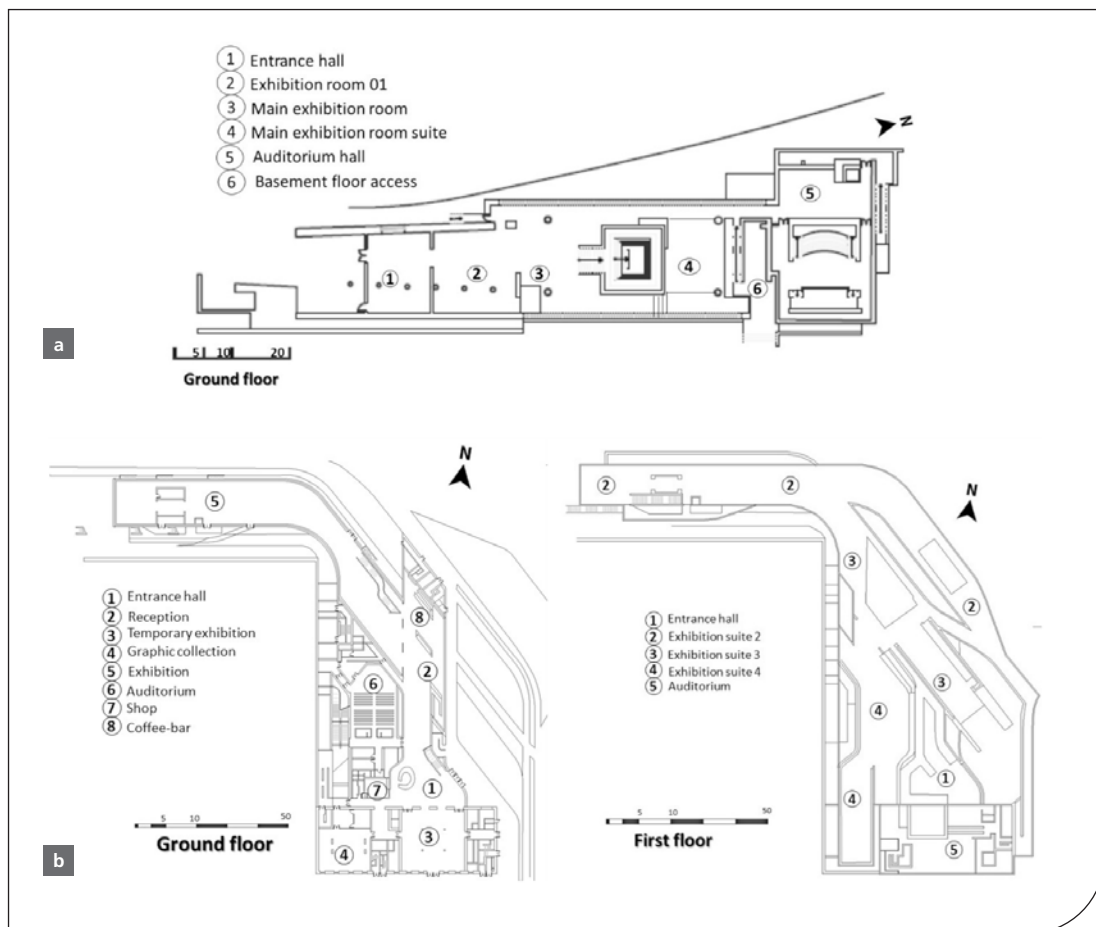 1 Entrance hall
2 Exhibition room 01
3 Main exhibition room
4 Main exhibition room suite
5 Auditorium hall
6 Basement floor access
N
5
1
2
3
4
6
a
5 10 20
Ground floor
N
5
1 Entrance hall
2 Reception
3 Temporary exhibition
4 Graphic collection
5 Exhibition
6 Auditorium
7 Shop
8 Coffee-bar
8
2
6
7
1
3
4
5 10 50
Ground floor
b
N
2
2
3
2
1 Entrance hall
2 Exhibition suite 2
3 Exhibition suite 3
4 Exhibition suite 4
5 Auditorium
3
4
1
4
5
5 10 50
First floor